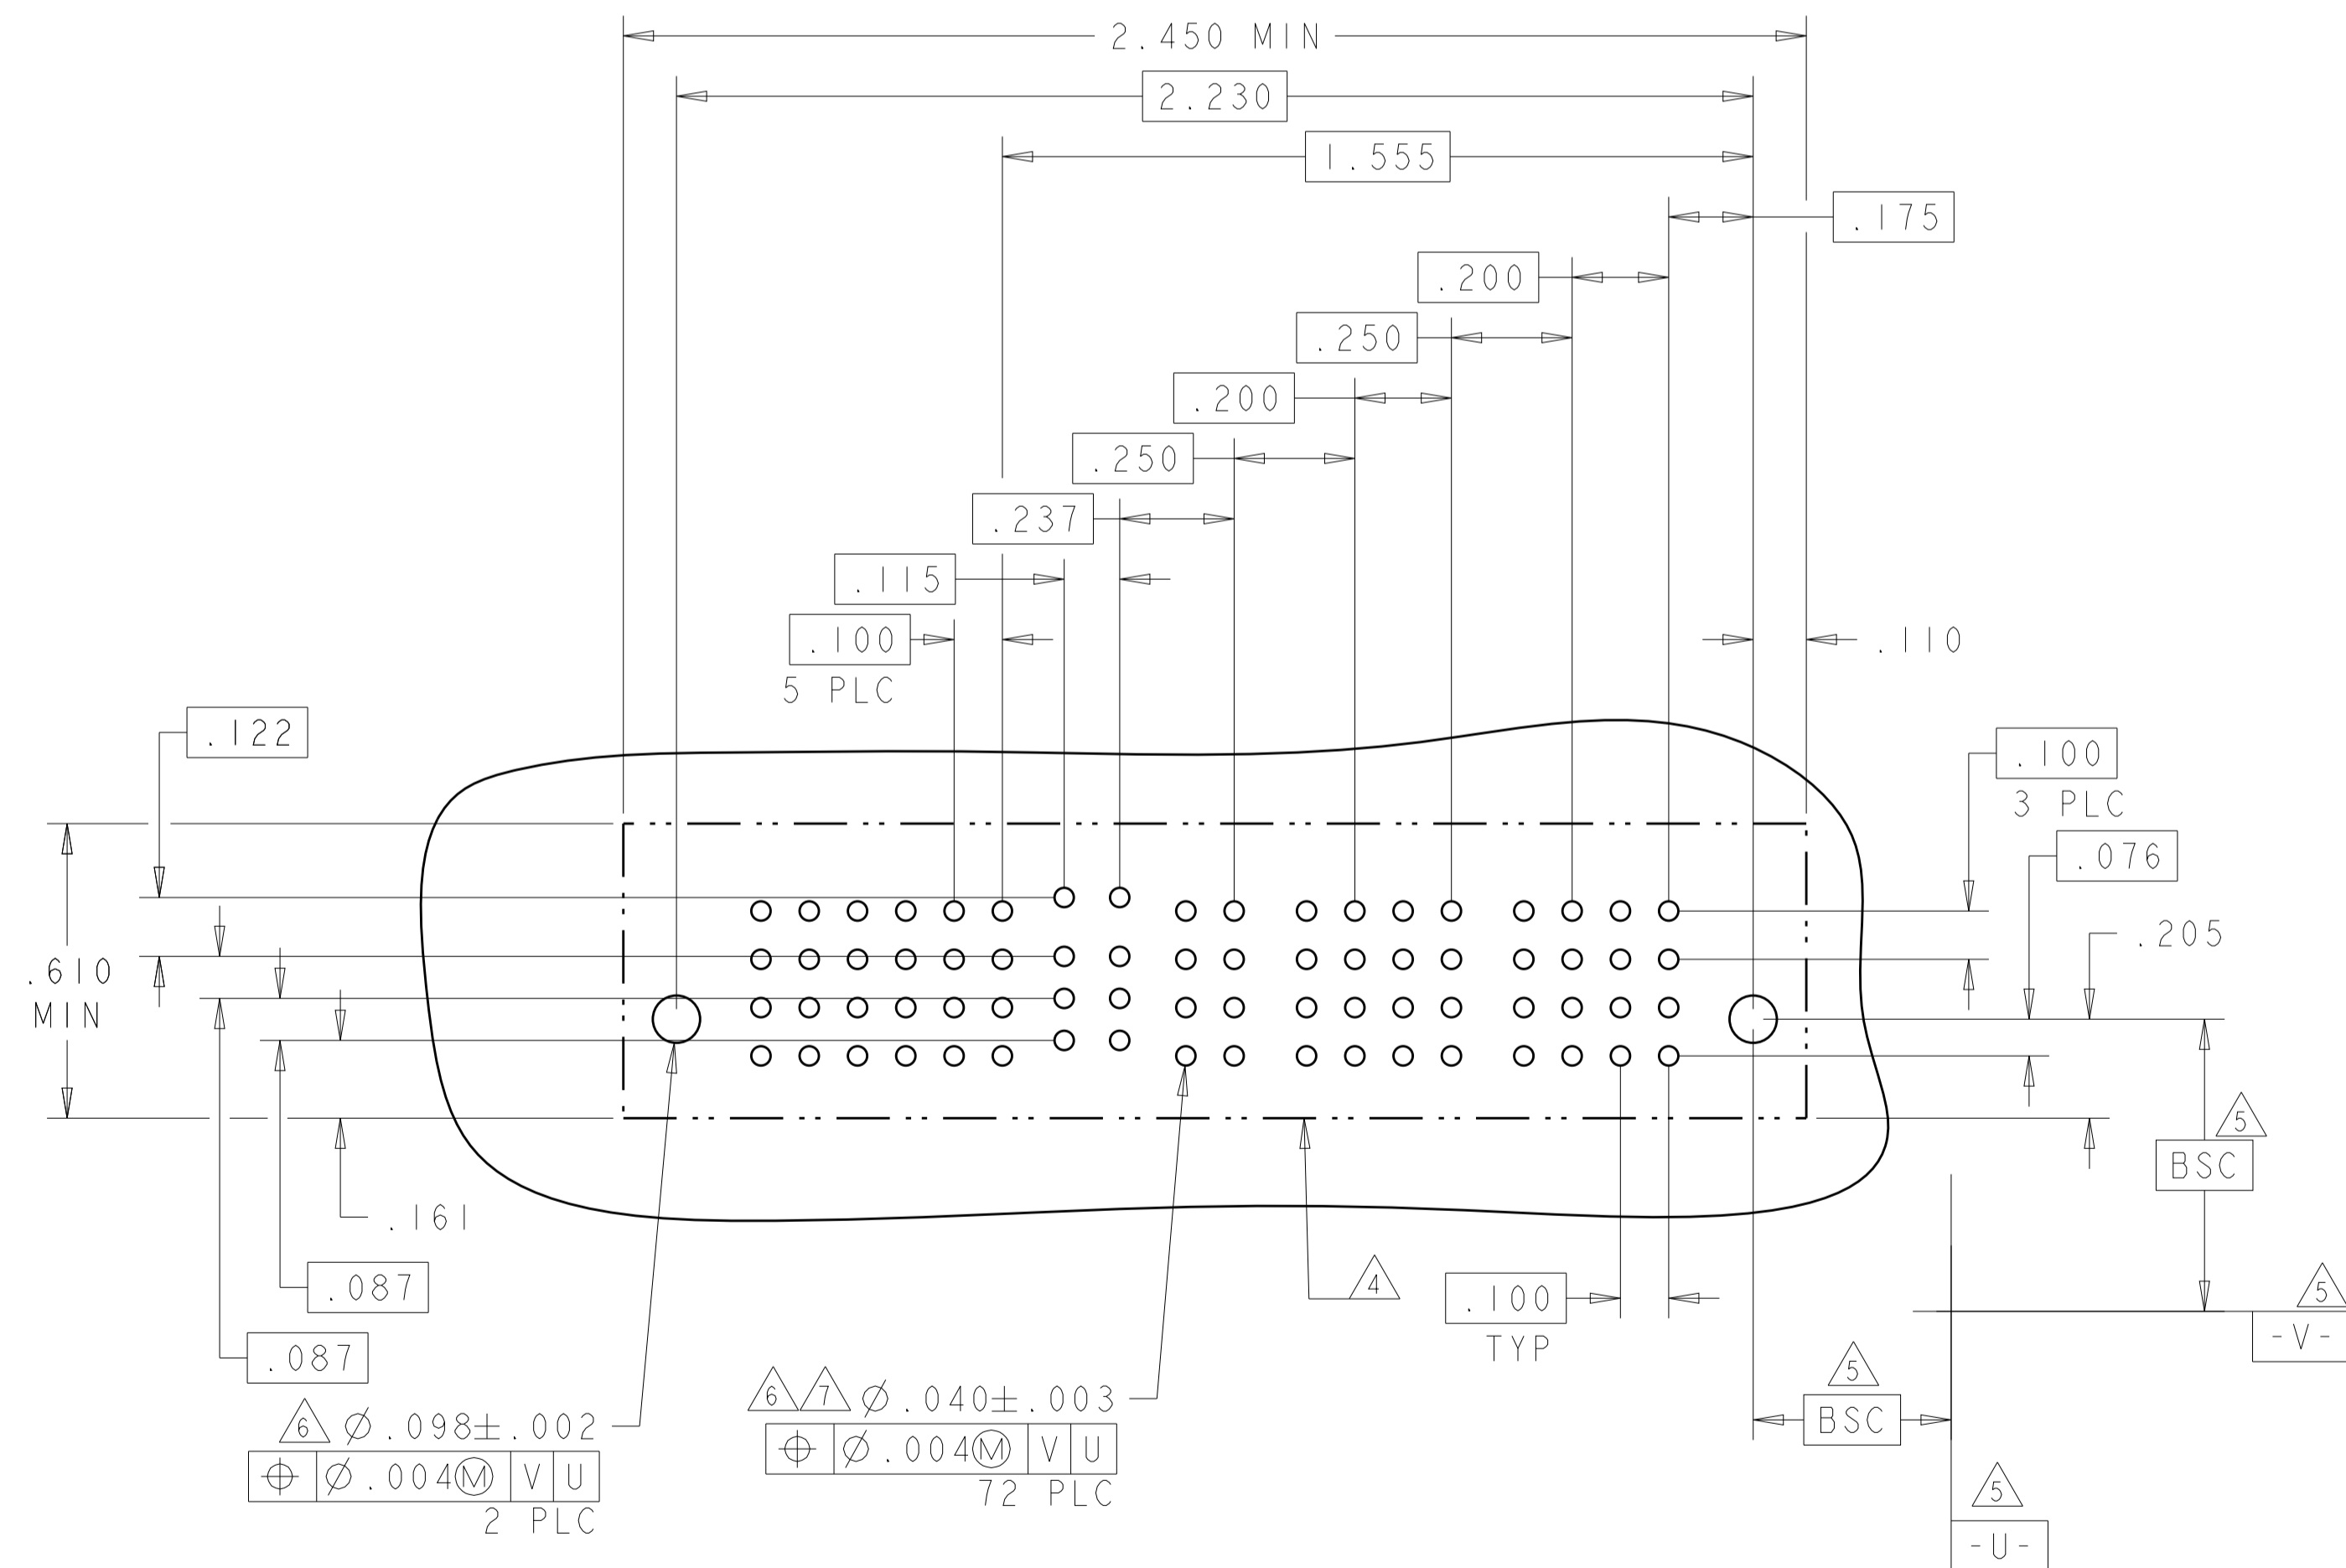 2.450 MIN
2.230
1.555
.175
.200
.250
.200
.250
.237
.115
.100
5 PLC
.110
.122
.100
3 PLC
.076
.205
.610
MIN
5
BSC
.161
4
.087
.100
TYP
5
-V-
.087
5
BSC
6 ⌀.098±.002
⌖ ⌀.004Ⓜ V U
2 PLC
6 7 ⌀.040±.003
⌖ ⌀.004Ⓜ V U
72 PLC
5
-U-